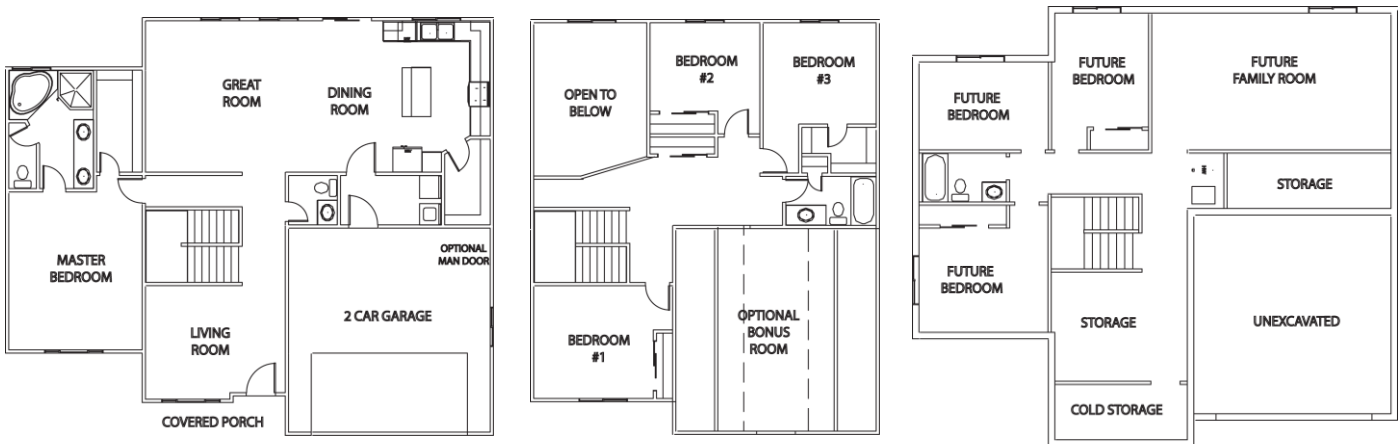 GREAT
ROOM
DINING
ROOM
MASTER
BEDROOM
OPTIONAL
MAN DOOR
LIVING
ROOM
2 CAR GARAGE
COVERED PORCH
OPEN TO
BELOW
BEDROOM
#2
BEDROOM
#3
BEDROOM
#1
OPTIONAL
BONUS
ROOM
FUTURE
BEDROOM
FUTURE
BEDROOM
FUTURE
FAMILY ROOM
STORAGE
FUTURE
BEDROOM
STORAGE
UNEXCAVATED
COLD STORAGE